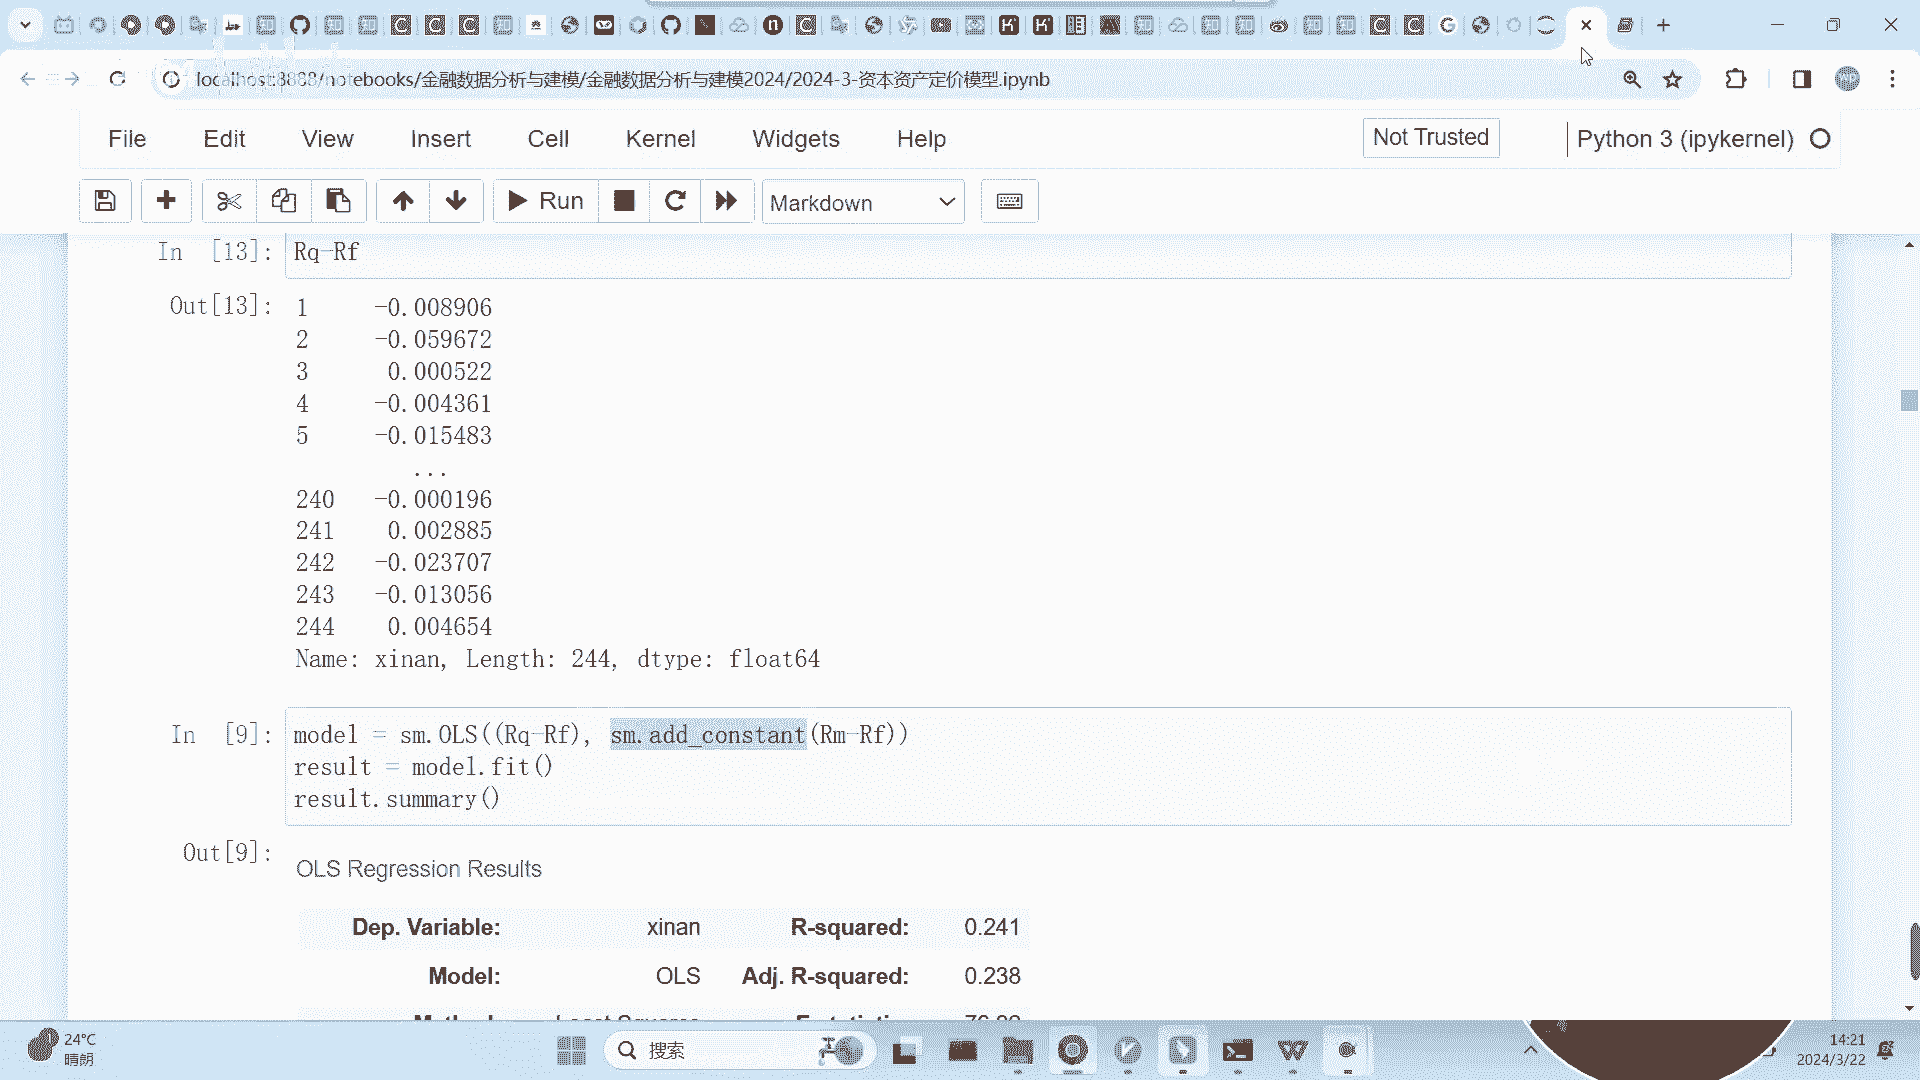 localhost:8888/notebooks/金融数据分析与建模/金融数据分析与建模2024/2024-3-资本资产定价模型.ipynb
File Edit View Insert Cell Kernel Widgets Help Not Trusted Python 3 (ipykernel)
Run Markdown
In [13]: Rq-Rf
Out[13]: 1 -0.008906
2 -0.059672
3 0.000522
4 -0.004361
5 -0.015483
...
240 -0.000196
241 0.002885
242 -0.023707
243 -0.013056
244 0.004654
Name: xinan, Length: 244, dtype: float64
In [9]: model = sm.OLS((Rq-Rf), sm.add_constant(Rm-Rf))
result = model.fit()
result.summary()
Out[9]:
OLS Regression Results
Dep. Variable: xinan R-squared: 0.241
Model: OLS Adj. R-squared: 0.238
24°C
晴朗
搜索
14:21
2024/3/22